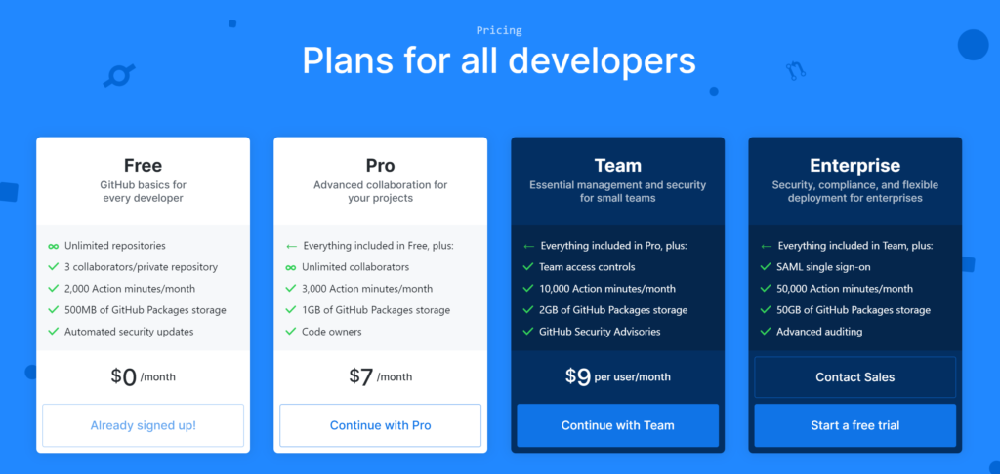 Pricing
Plans for all developers
Free
GitHub basics for
every developer
∞ Unlimited repositories
✓ 3 collaborators/private repository
✓ 2,000 Action minutes/month
✓ 500MB of GitHub Packages storage
✓ Automated security updates
$0 /month
Already signed up!
Pro
Advanced collaboration for
your projects
← Everything included in Free, plus:
∞ Unlimited collaborators
✓ 3,000 Action minutes/month
✓ 1GB of GitHub Packages storage
✓ Code owners
$7 /month
Continue with Pro
Team
Essential management and security
for small teams
← Everything included in Pro, plus:
✓ Team access controls
✓ 10,000 Action minutes/month
✓ 2GB of GitHub Packages storage
✓ GitHub Security Advisories
$9 per user/month
Continue with Team
Enterprise
Security, compliance, and flexible
deployment for enterprises
← Everything included in Team, plus:
✓ SAML single sign-on
✓ 50,000 Action minutes/month
✓ 50GB of GitHub Packages storage
✓ Advanced auditing
Contact Sales
Start a free trial